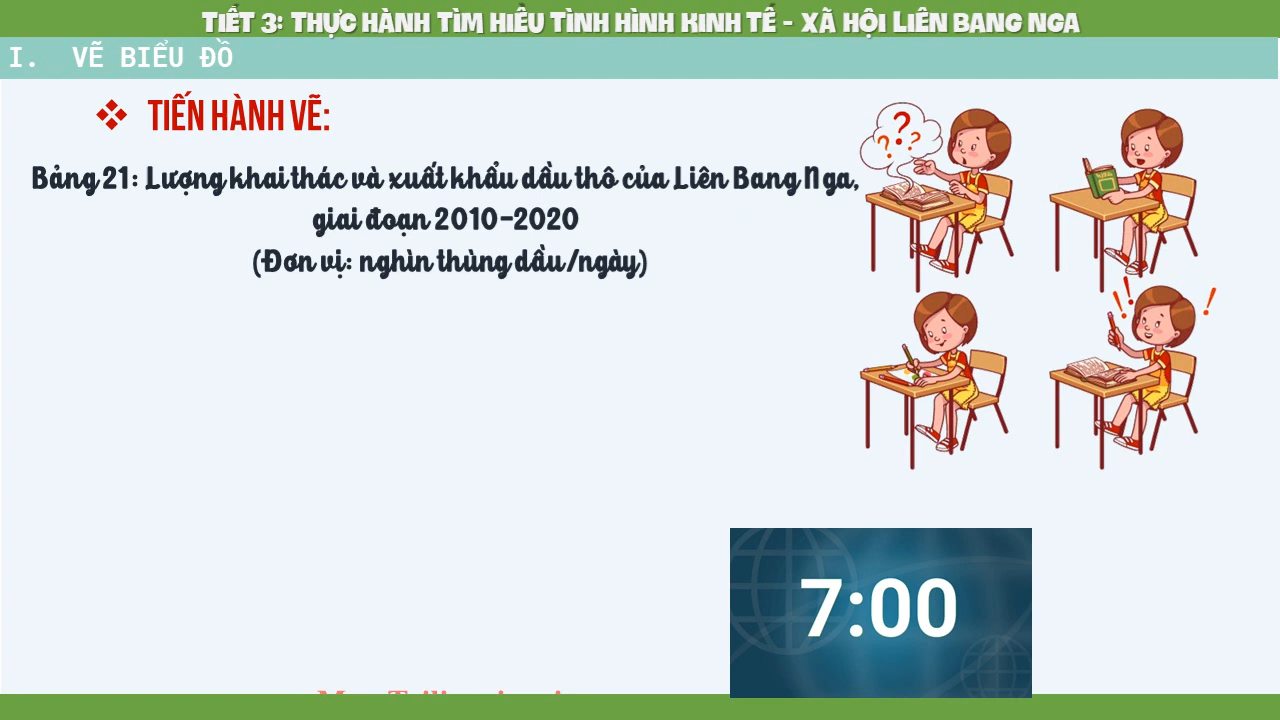 TIẾT 3: THỰC HÀNH TÌM HIỂU TÌNH HÌNH KINH TẾ - XÃ HỘI LIÊN BANG NGA
I. VẼ BIỂU ĐỒ
❖ TIẾN HÀNH VẼ:
Bảng 21: Lượng khai thác và xuất khẩu dầu thô của Liên Bang Nga,
giai đoạn 2010-2020
(Đơn vị: nghìn thùng dầu/ngày)
7:00